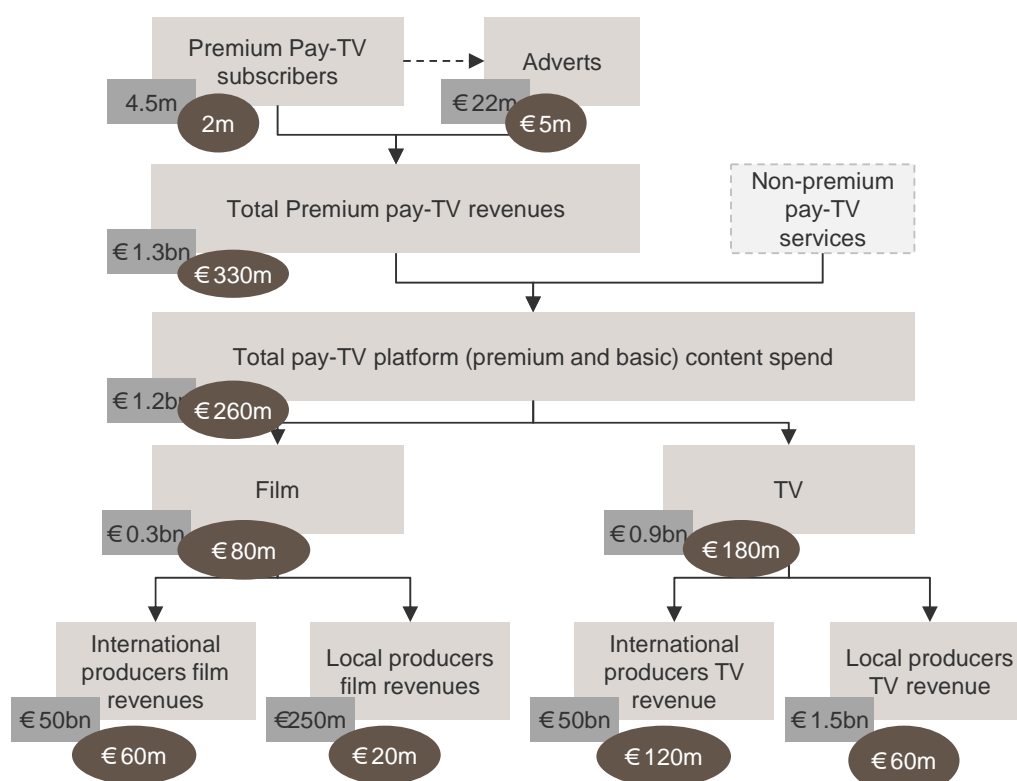 Premium Pay-TV
subscribers
Adverts
4.5m
2m
€22m
€5m
Total Premium pay-TV revenues
Non-premium
pay-TV
services
€1.3bn
€330m
Total pay-TV platform (premium and basic) content spend
€1.2bn
€260m
Film
TV
€0.3bn
€80m
€0.9bn
€180m
International
producers film
revenues
Local producers
film revenues
International
producers TV
revenue
Local producers
TV revenue
€50bn
€60m
€250m
€20m
€50bn
€120m
€1.5bn
€60m